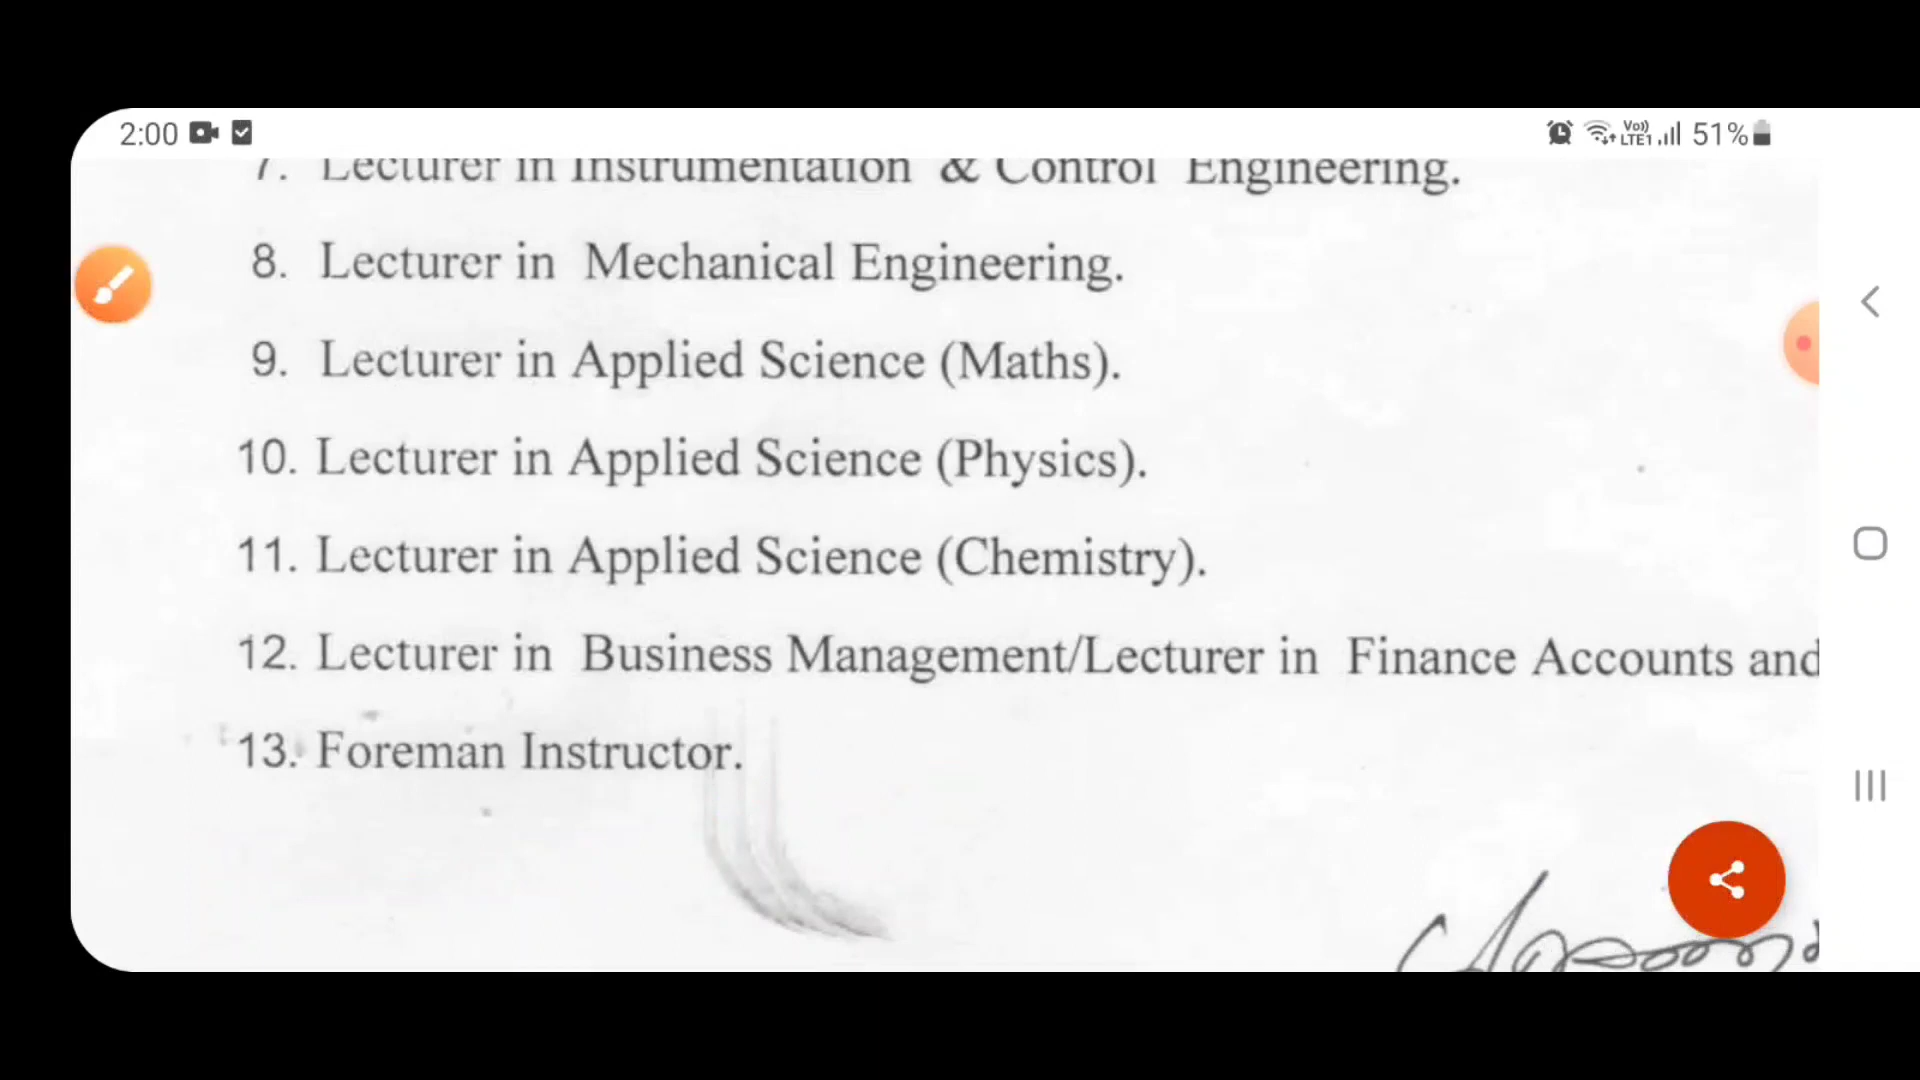 2:00
Vo)) LTE1 51%
7. Lecturer in Instrumentation & Control Engineering.
8. Lecturer in Mechanical Engineering.
9. Lecturer in Applied Science (Maths).
10. Lecturer in Applied Science (Physics).
11. Lecturer in Applied Science (Chemistry).
12. Lecturer in Business Management/Lecturer in Finance Accounts and
13. Foreman Instructor.